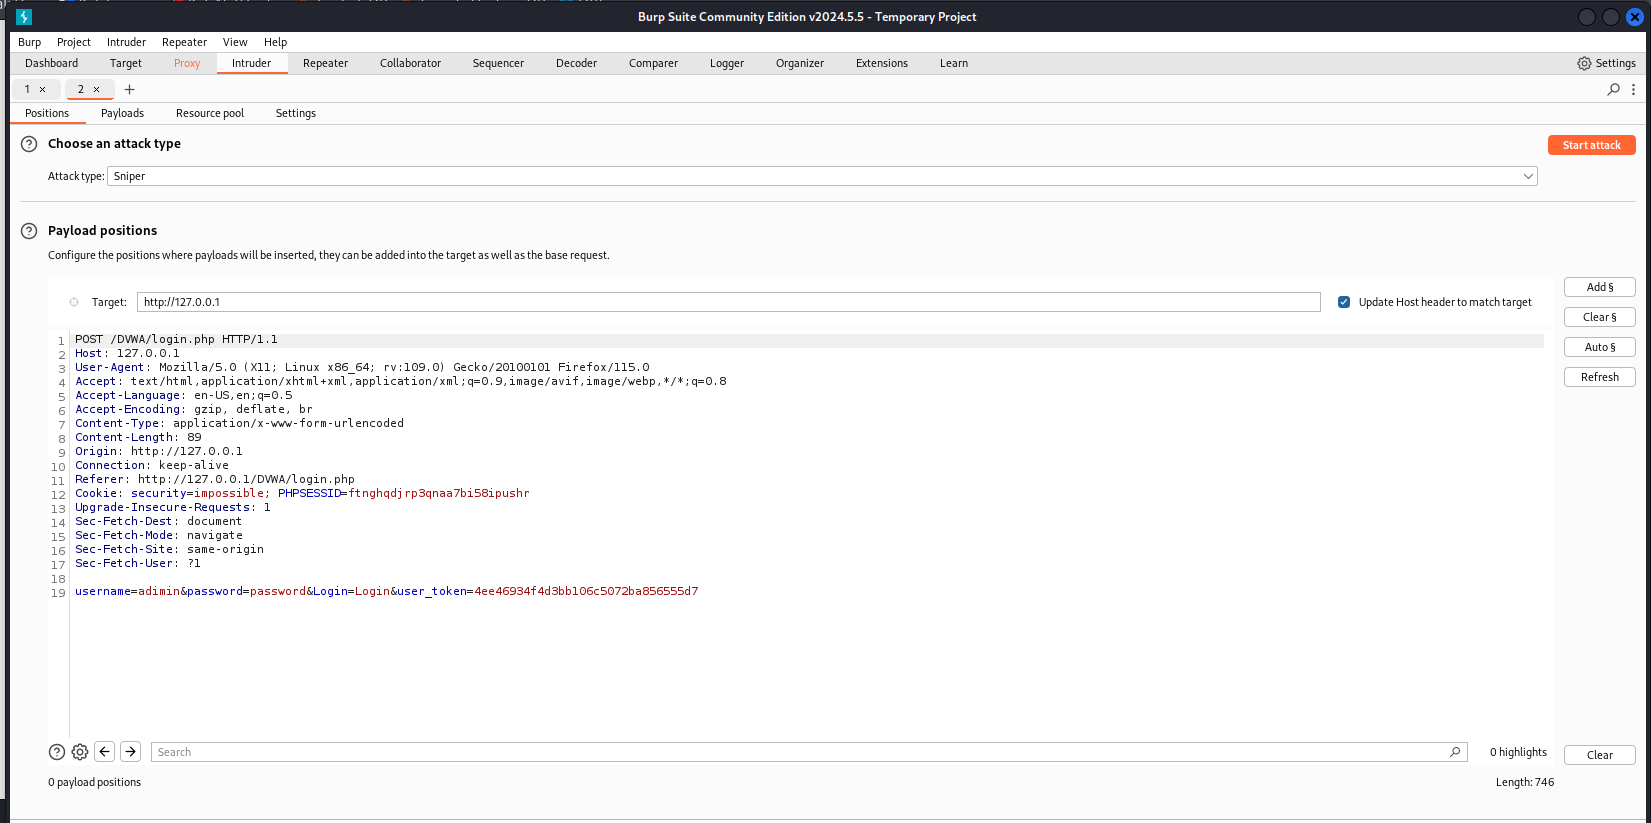 Burp Suite Community Edition v2024.5.5 - Temporary Project
Burp Project Intruder Repeater View Help
Dashboard Target Proxy Intruder Repeater Collaborator Sequencer Decoder Comparer Logger Organizer Extensions Learn Settings
1 × 2 × +
Positions Payloads Resource pool Settings
Choose an attack type
Start attack
Attack type: Sniper
Payload positions
Configure the positions where payloads will be inserted, they can be added into the target as well as the base request.
Target: http://127.0.0.1 Update Host header to match target
Add §
Clear §
Auto §
Refresh
1 POST /DVWA/login.php HTTP/1.1
2 Host: 127.0.0.1
3 User-Agent: Mozilla/5.0 (X11; Linux x86_64; rv:109.0) Gecko/20100101 Firefox/115.0
4 Accept: text/html,application/xhtml+xml,application/xml;q=0.9,image/avif,image/webp,*/*;q=0.8
5 Accept-Language: en-US,en;q=0.5
6 Accept-Encoding: gzip, deflate, br
7 Content-Type: application/x-www-form-urlencoded
8 Content-Length: 89
9 Origin: http://127.0.0.1
10 Connection: keep-alive
11 Referer: http://127.0.0.1/DVWA/login.php
12 Cookie: security=impossible; PHPSESSID=ftnghqdjrp3qnaa7bi58ipushr
13 Upgrade-Insecure-Requests: 1
14 Sec-Fetch-Dest: document
15 Sec-Fetch-Mode: navigate
16 Sec-Fetch-Site: same-origin
17 Sec-Fetch-User: ?1
18
19 username=adimin&password=password&Login=Login&user_token=4ee46934f4d3bb106c5072ba856555d7
Search
0 highlights
Clear
0 payload positions
Length: 746